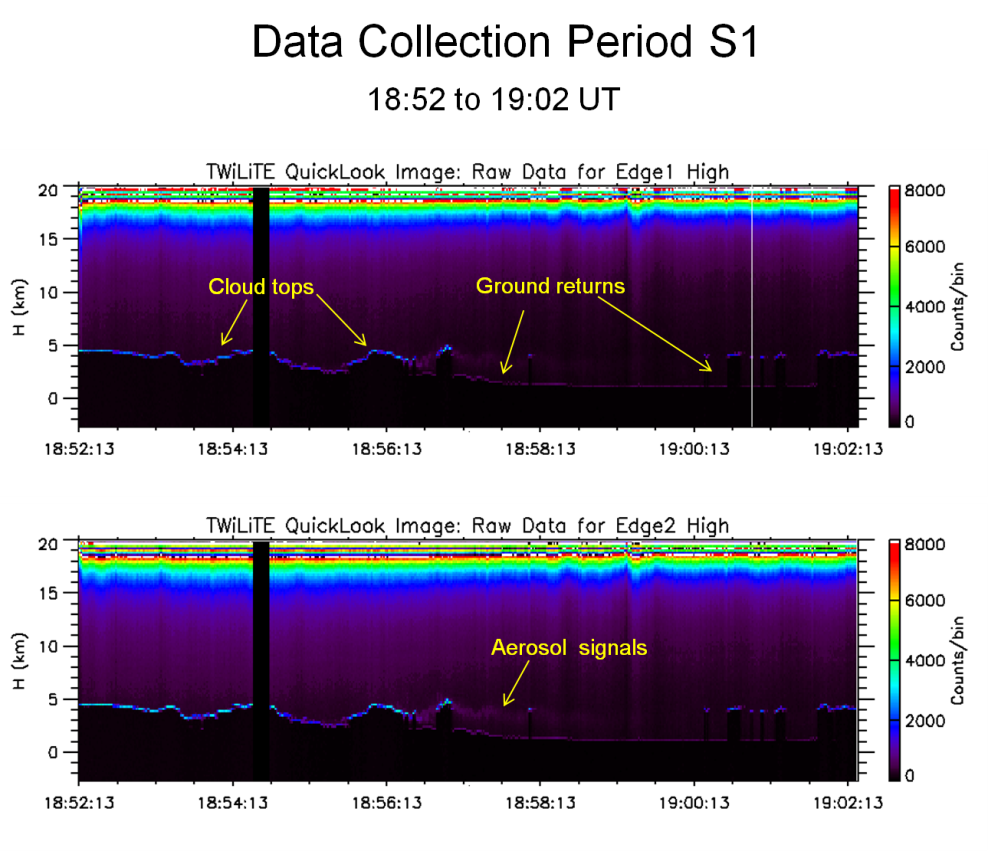 Data Collection Period S1
18:52 to 19:02 UT
TWiLiTE QuickLook Image: Raw Data for Edge1 High
20
15
10
5
0
H (km)
Cloud tops
Ground returns
8000
6000
4000
2000
0
Counts/bin
18:52:13 18:54:13 18:56:13 18:58:13 19:00:13 19:02:13
TWiLiTE QuickLook Image: Raw Data for Edge2 High
20
15
10
5
0
H (km)
Aerosol signals
8000
6000
4000
2000
0
Counts/bin
18:52:13 18:54:13 18:56:13 18:58:13 19:00:13 19:02:13